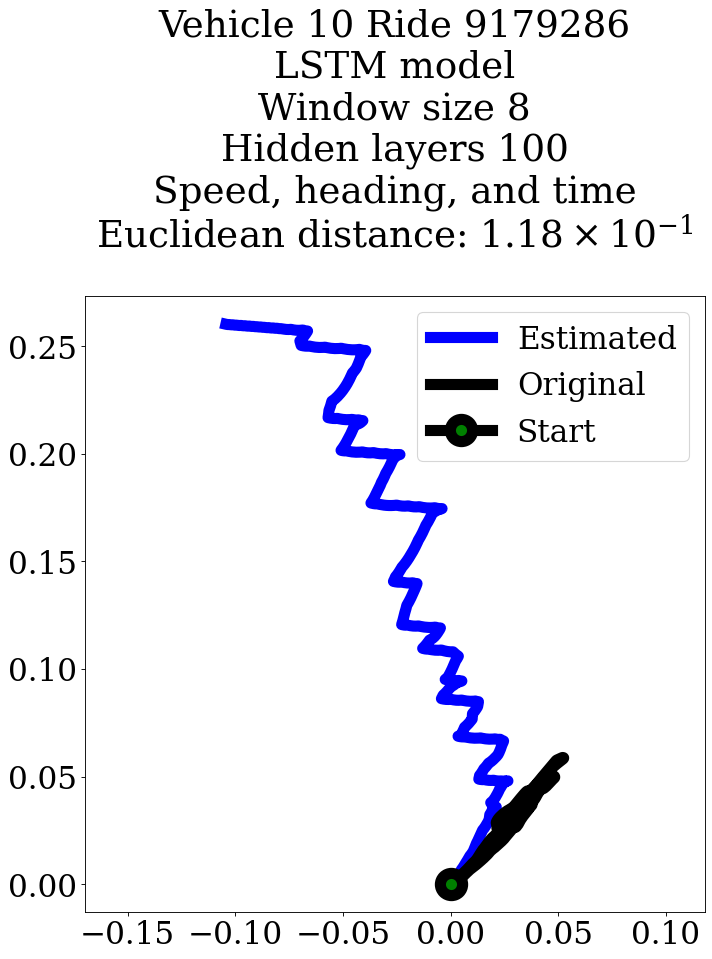 Vehicle 10 Ride 9179286
LSTM model
Window size 8
Hidden layers 100
Speed, heading, and time
Euclidean distance: 1.18 × 10⁻¹
Estimated
Original
Start
0.25
0.20
0.15
0.10
0.05
0.00
−0.15 −0.10 −0.05 0.00 0.05 0.10